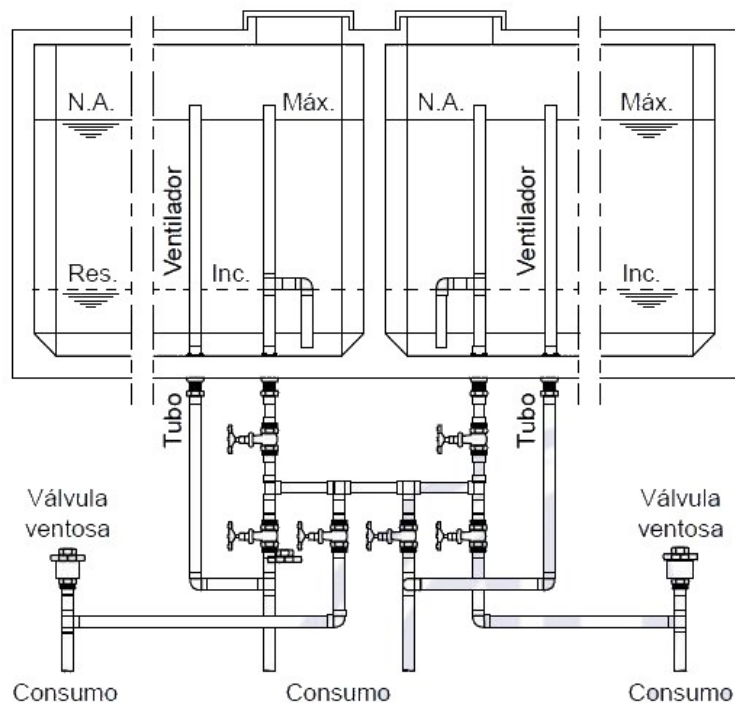 N.A.
Máx.
N.A.
Máx.
Ventilador
Ventilador
Res.
Inc.
Inc.
Tubo
Tubo
Válvula
ventosa
Válvula
ventosa
Consumo
Consumo
Consumo